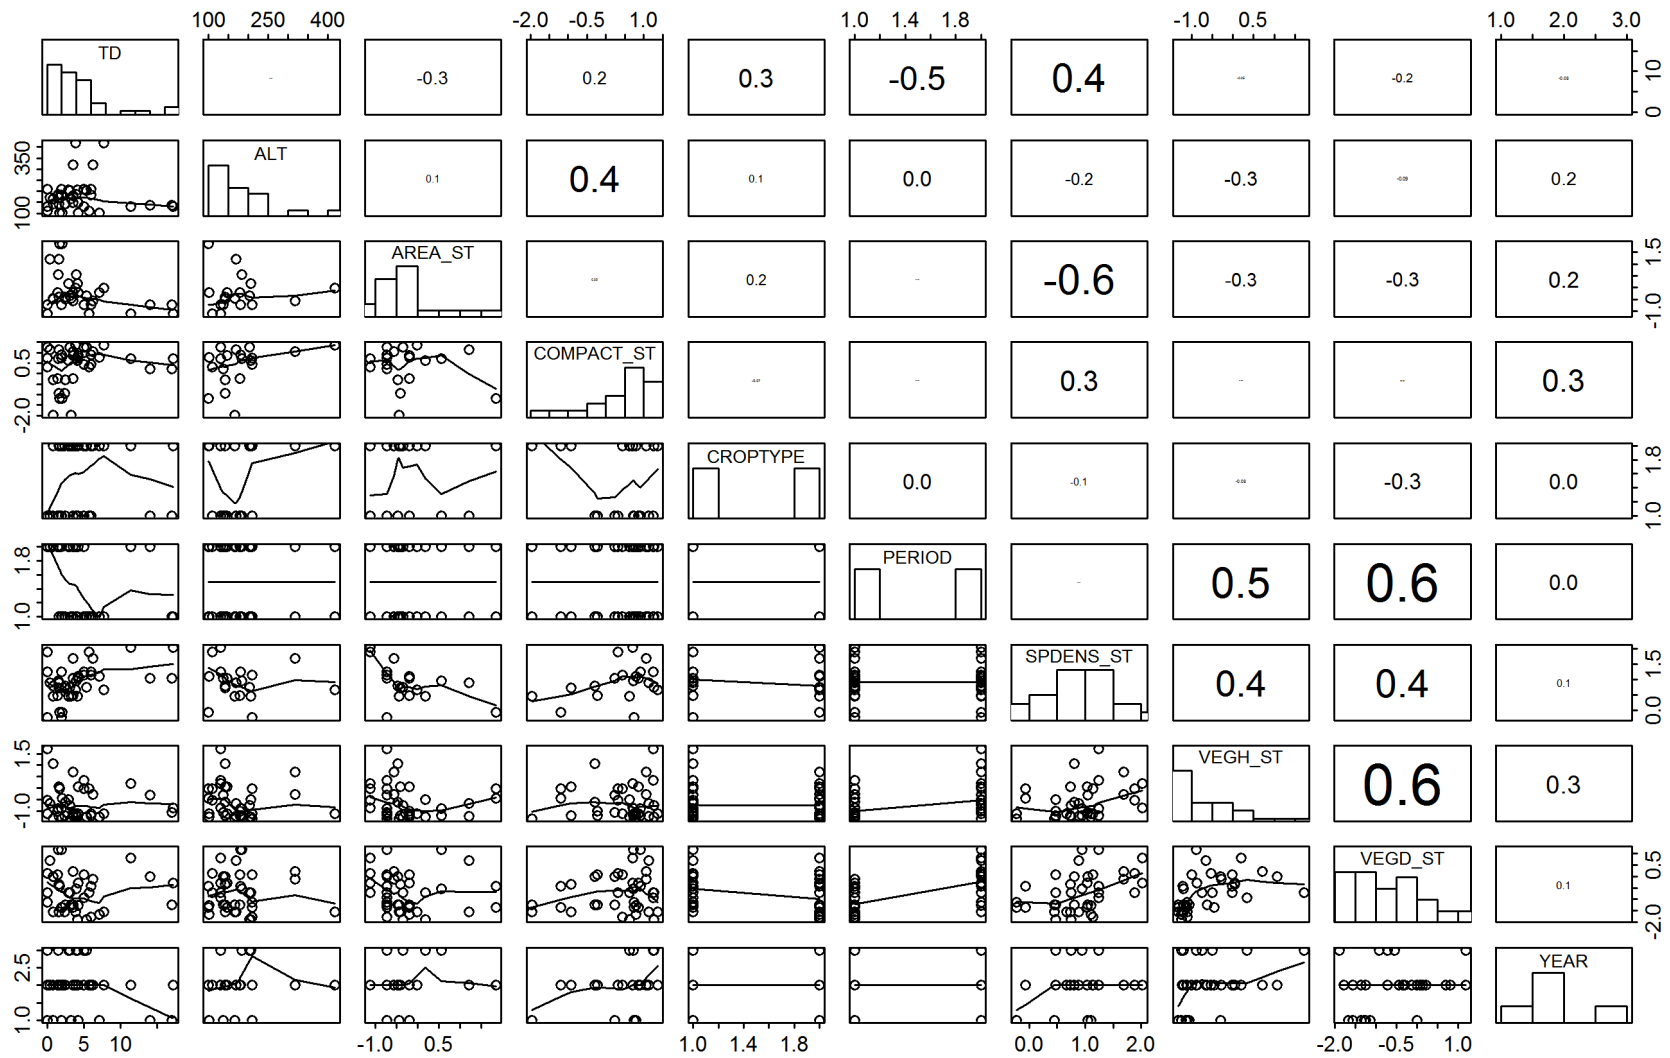 100 250 400 -2.0 -0.5 1.0 1.0 1.4 1.8 -1.0 0.5 1.0 2.0 3.0
TD -0.3 0.2 0.3 -0.5 0.4 -0.2 0 10
100 350 ALT 0.1 0.4 0.1 0.0 -0.2 -0.3 -0.09 0.2
AREA_ST 0.2 -0.6 -0.3 -0.3 0.2 -1.0 1.5
-2.0 0.5 COMPACT_ST 0.3 0.3
CROPTYPE 0.0 -0.1 -0.3 0.0 1.0 1.8
1.0 1.8 PERIOD 0.5 0.6 0.0
SPDENS_ST 0.4 0.4 0.1 0.0 1.5
-1.0 1.5 VEGH_ST 0.6 0.3
VEGD_ST 0.1 -2.0 0.5
1.0 2.5 YEAR
0 5 10 -1.0 0.5 1.0 1.4 1.8 0.0 1.0 2.0 -2.0 -0.5 1.0